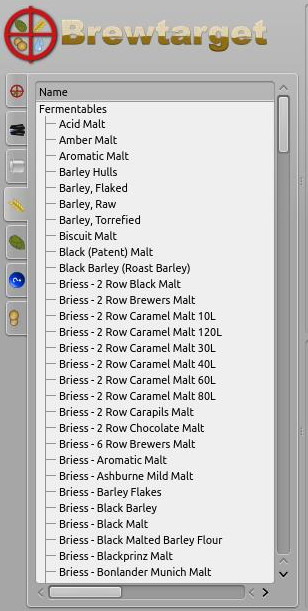 Brewtarget
Name
Fermentables
Acid Malt
Amber Malt
Aromatic Malt
Barley Hulls
Barley, Flaked
Barley, Raw
Barley, Torrefied
Biscuit Malt
Black (Patent) Malt
Black Barley (Roast Barley)
Briess - 2 Row Black Malt
Briess - 2 Row Brewers Malt
Briess - 2 Row Caramel Malt 10L
Briess - 2 Row Caramel Malt 120L
Briess - 2 Row Caramel Malt 30L
Briess - 2 Row Caramel Malt 40L
Briess - 2 Row Caramel Malt 60L
Briess - 2 Row Caramel Malt 80L
Briess - 2 Row Carapils Malt
Briess - 2 Row Chocolate Malt
Briess - 6 Row Brewers Malt
Briess - Aromatic Malt
Briess - Ashburne Mild Malt
Briess - Barley Flakes
Briess - Black Barley
Briess - Black Malt
Briess - Black Malted Barley Flour
Briess - Blackprinz Malt
Briess - Bonlander Munich Malt